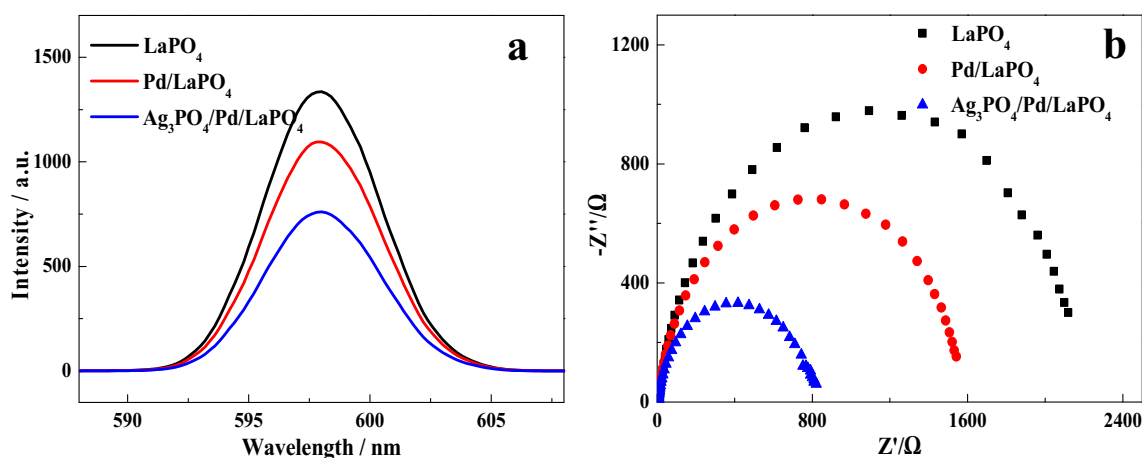 a
LaPO4
Pd/LaPO4
Ag3PO4/Pd/LaPO4
1500
1000
500
0
Intensity / a.u.
590
595
600
605
Wavelength / nm
b
LaPO4
Pd/LaPO4
Ag3PO4/Pd/LaPO4
1200
800
400
0
-Z''/Ω
0
800
1600
2400
Z'/Ω